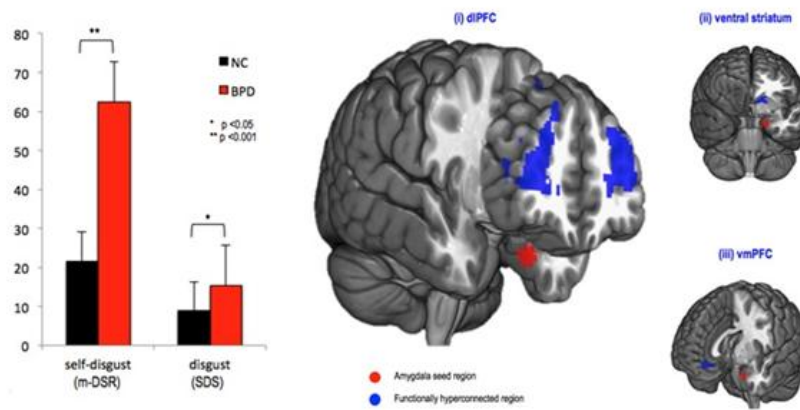 (i) dlPFC
(ii) ventral striatum
80
70
60
50
40
30
20
10
0
**
*
NC
BPD
* p <0.05
** p <0.001
self-disgust
(m-DSR)
disgust
(SDS)
(iii) vmPFC
Amygdala seed region
Functionally hyperconnected region